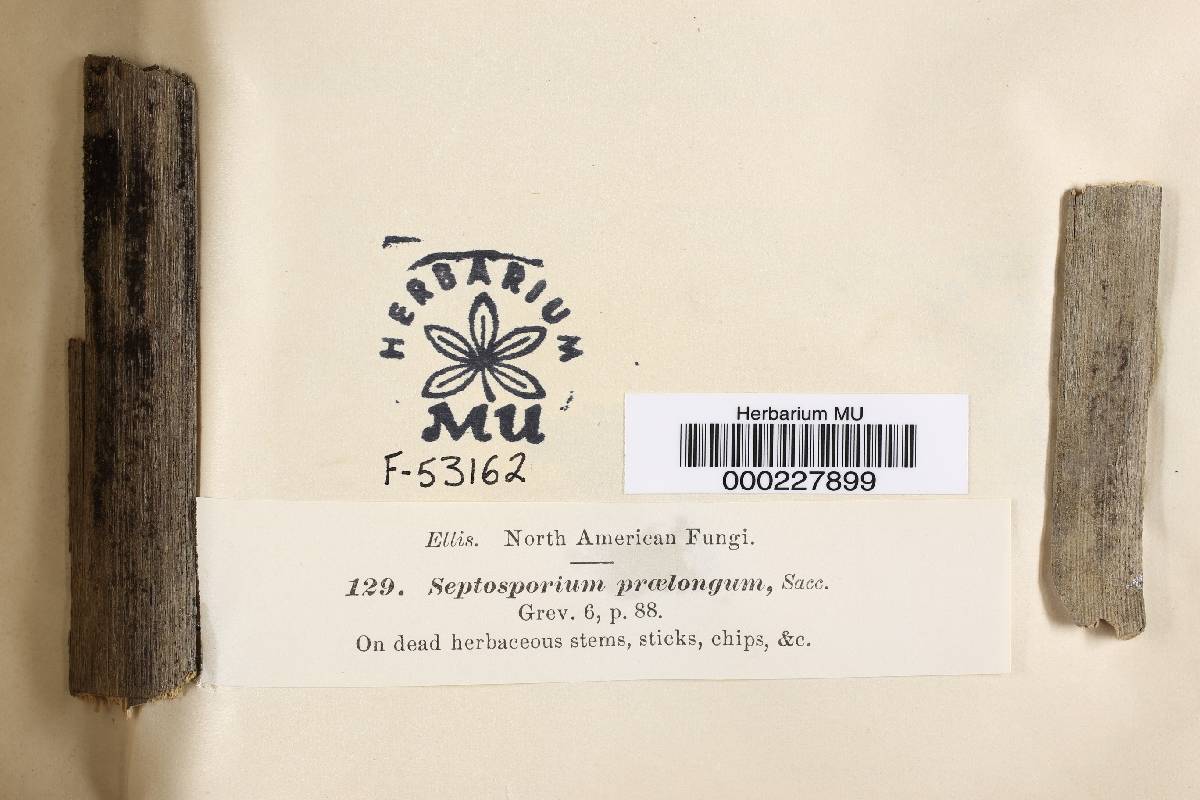 HERBARIUM
MU
F-53162
Herbarium MU
000227899
Ellis. North American Fungi.
129. Septosporium prælongum, Sacc.
Grev. 6, p. 88.
On dead herbaceous stems, sticks, chips, &c.